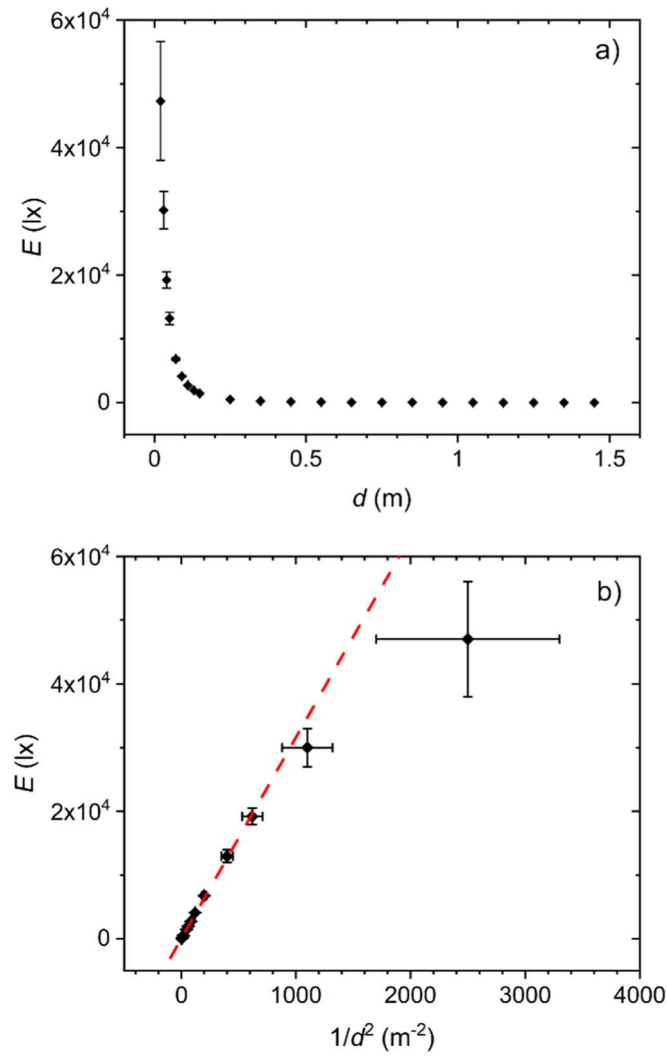 a)
6x10⁴
4x10⁴
2x10⁴
0
E (lx)
0 0.5 1 1.5
d (m)
b)
6x10⁴
4x10⁴
2x10⁴
0
E (lx)
0 1000 2000 3000 4000
1/d² (m⁻²)